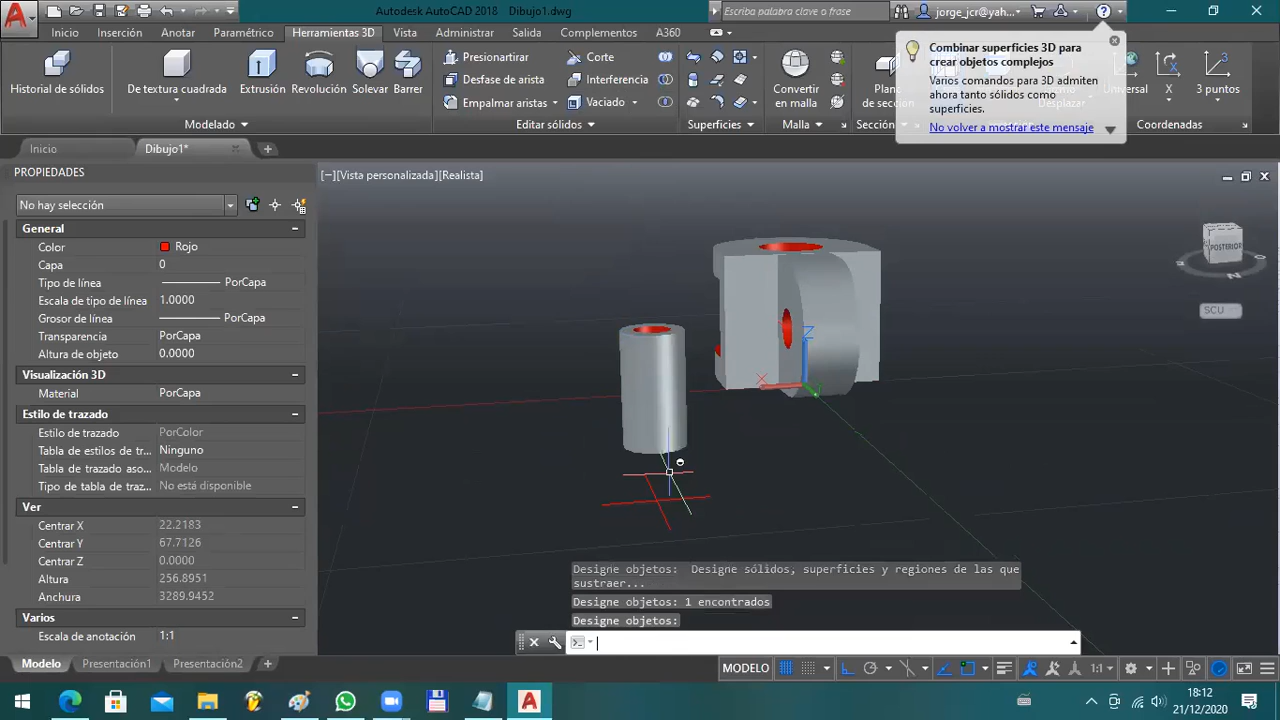 Autodesk AutoCAD 2018 Dibujo1.dwg
Escriba palabra clave o frase
jorge_jcr@yah...
Inicio
Inserción
Anotar
Paramétrico
Herramientas 3D
Vista
Administrar
Salida
Complementos
A360
Historial de sólidos
De textura cuadrada
Extrusión
Revolución
Solevar
Barrer
Modelado
Presionartirar
Desfase de arista
Empalmar aristas
Corte
Interferencia
Vaciado
Editar sólidos
Superficies
Convertir
en malla
Malla
Plano
de sección
Sección
Universal
X
3 puntos
Coordenadas
Combinar superficies 3D para
crear objetos complejos
Varios comandos para 3D admiten
ahora tanto sólidos como
superficies.
No volver a mostrar este mensaje
Inicio
Dibujo1*
PROPIEDADES
No hay selección
General
Color Rojo
Capa 0
Tipo de línea PorCapa
Escala de tipo de línea 1.0000
Grosor de línea PorCapa
Transparencia PorCapa
Altura de objeto 0.0000
Visualización 3D
Material PorCapa
Estilo de trazado
Estilo de trazado PorColor
Tabla de estilos de tr... Ninguno
Tabla de trazado aso... Modelo
Tipo de tabla de traz... No está disponible
Ver
Centrar X 22.2183
Centrar Y 67.7126
Centrar Z 0.0000
Altura 256.8951
Anchura 3289.9452
Varios
Escala de anotación 1:1
[−][Vista personalizada][Realista]
POSTERIOR
N
SCU
X
Z
Designe objetos: Designe sólidos, superficies y regiones de las que
sustraer...
Designe objetos: 1 encontrados
Designe objetos:
Modelo
Presentación1
Presentación2
MODELO
1:1
18:12
21/12/2020